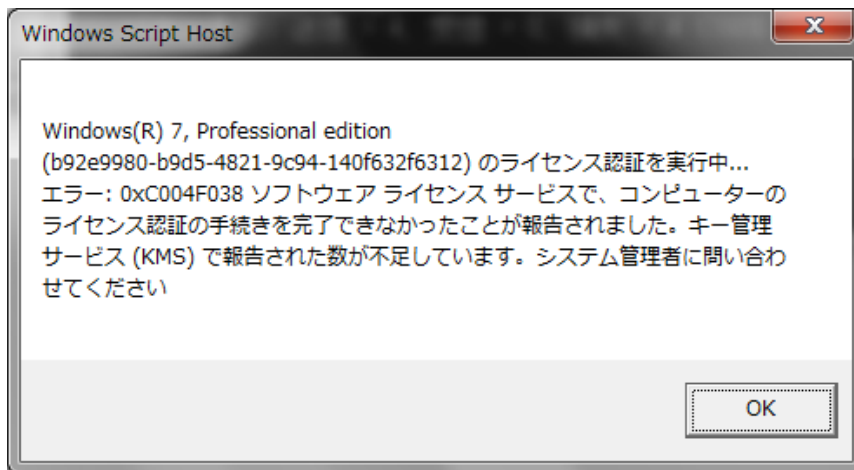 Windows Script Host
Windows(R) 7, Professional edition
(b92e9980-b9d5-4821-9c94-140f632f6312) のライセンス認証を実行中...
エラー: 0xC004F038 ソフトウェア ライセンス サービスで、コンピューターの
ライセンス認証の手続きを完了できなかったことが報告されました。キー管理
サービス (KMS) で報告された数が不足しています。システム管理者に問い合わ
せてください
OK